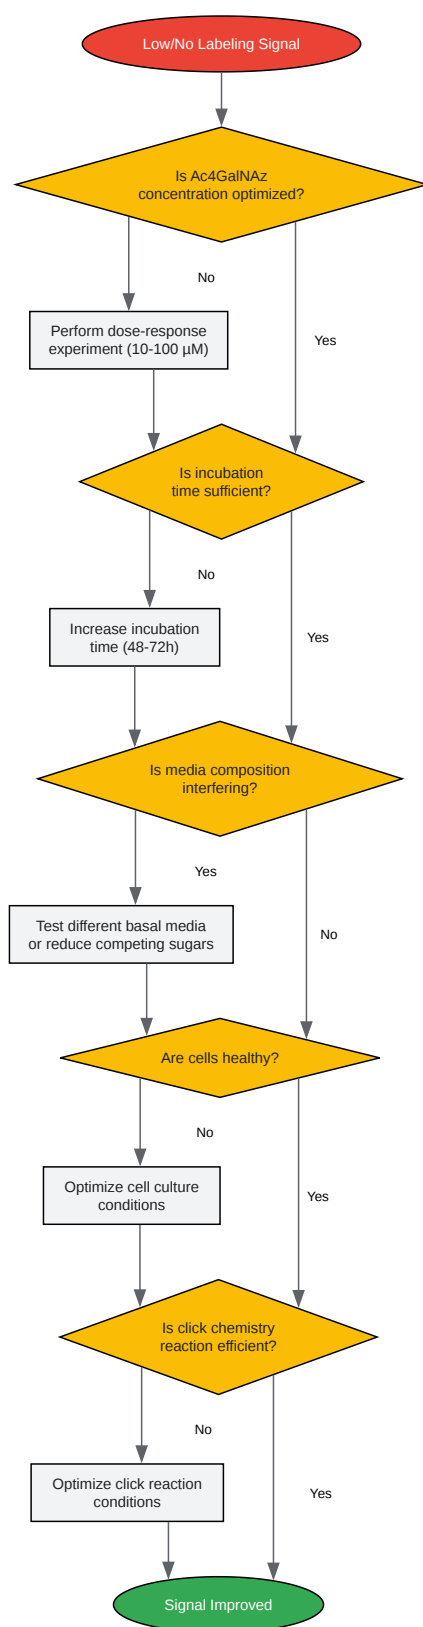 Low/No Labeling Signal
Is Ac4GalNAz
concentration optimized?
No
Perform dose-response
experiment (10-100 µM)
Yes
Is incubation
time sufficient?
No
Increase incubation
time (48-72h)
Yes
Is media composition
interfering?
Yes
Test different basal media
or reduce competing sugars
No
Are cells healthy?
No
Optimize cell culture
conditions
Yes
Is click chemistry
reaction efficient?
No
Optimize click reaction
conditions
Yes
Signal Improved